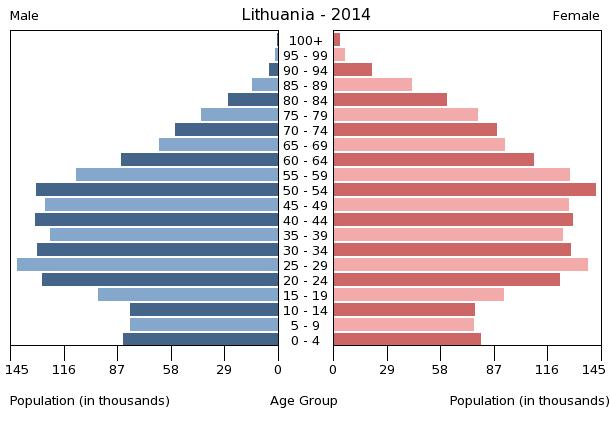 Lithuania - 2014
Male
Female
100+
95 - 99
90 - 94
85 - 89
80 - 84
75 - 79
70 - 74
65 - 69
60 - 64
55 - 59
50 - 54
45 - 49
40 - 44
35 - 39
30 - 34
25 - 29
20 - 24
15 - 19
10 - 14
5 - 9
0 - 4
145 116 87 58 29 0 0 29 58 87 116 145
Population (in thousands) Age Group Population (in thousands)